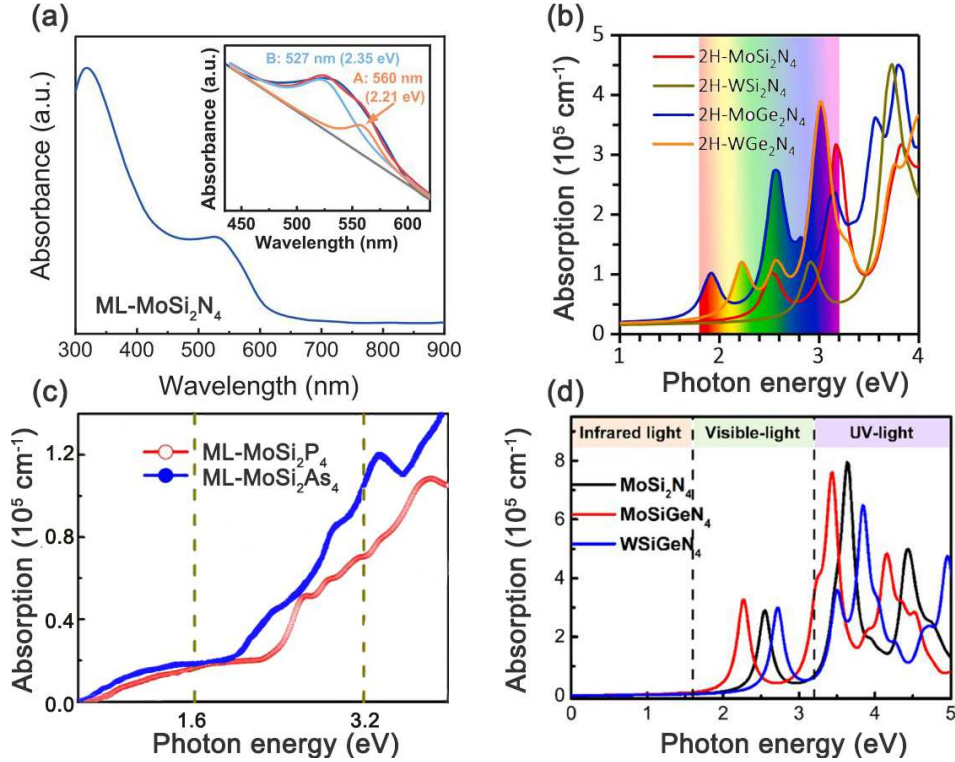 (a)
Absorbance (a.u.)
ML-MoSi₂N₄
300 400 500 600 700 800 900
Wavelength (nm)
Absorbance (a.u.)
B: 527 nm (2.35 eV)
A: 560 nm
(2.21 eV)
450 500 550 600
Wavelength (nm)
(b)
Absorption (10⁵ cm⁻¹)
5
4
3
2
1
0
2H-MoSi₂N₄
2H-WSi₂N₄
2H-MoGe₂N₄
2H-WGe₂N₄
1 2 3 4
Photon energy (eV)
(c)
Absorption (10⁵ cm⁻¹)
1.2
0.8
0.4
0.0
ML-MoSi₂P₄
ML-MoSi₂As₄
1.6 3.2
Photon energy (eV)
(d)
Absorption (10⁵ cm⁻¹)
8
6
4
2
0
Infrared light Visible-light UV-light
MoSi₂N₄
MoSiGeN₄
WSiGeN₄
0 1 2 3 4 5
Photon energy (eV)